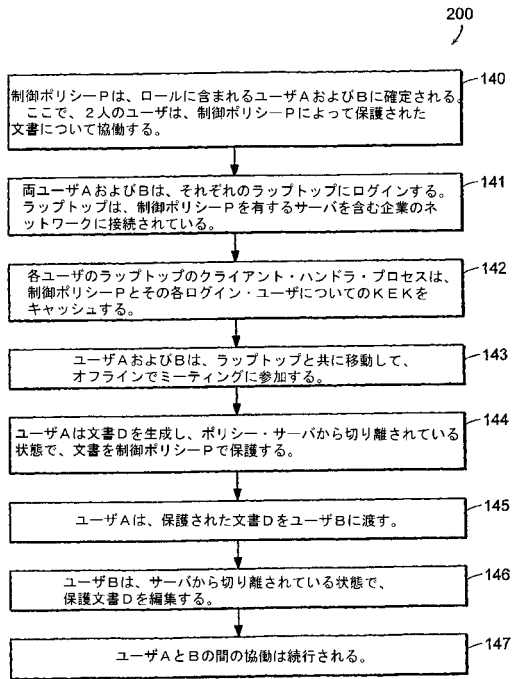 200
140
制御ポリシーPは、ロールに含まれるユーザAおよびBに確定される。
ここで、2人のユーザは、制御ポリシーPによって保護された
文書について協働する。
141
両ユーザAおよびBは、それぞれのラップトップにログインする。
ラップトップは、制御ポリシーPを有するサーバを含む企業のネ
ットワークに接続されている。
142
各ユーザのラップトップのクライアント・ハンドラ・プロセスは、
制御ポリシーPとその各ログイン・ユーザについてのKEKを
キャッシュする。
143
ユーザAおよびBは、ラップトップと共に移動して、
オフラインでミーティングに参加する。
144
ユーザAは文書Dを生成し、ポリシー・サーバから切り離されている
状態で、文書を制御ポリシーPで保護する。
145
ユーザAは、保護された文書DをユーザBに渡す。
146
ユーザBは、サーバから切り離されている状態で、
保護文書Dを編集する。
147
ユーザAとBの間の協働は続行される。